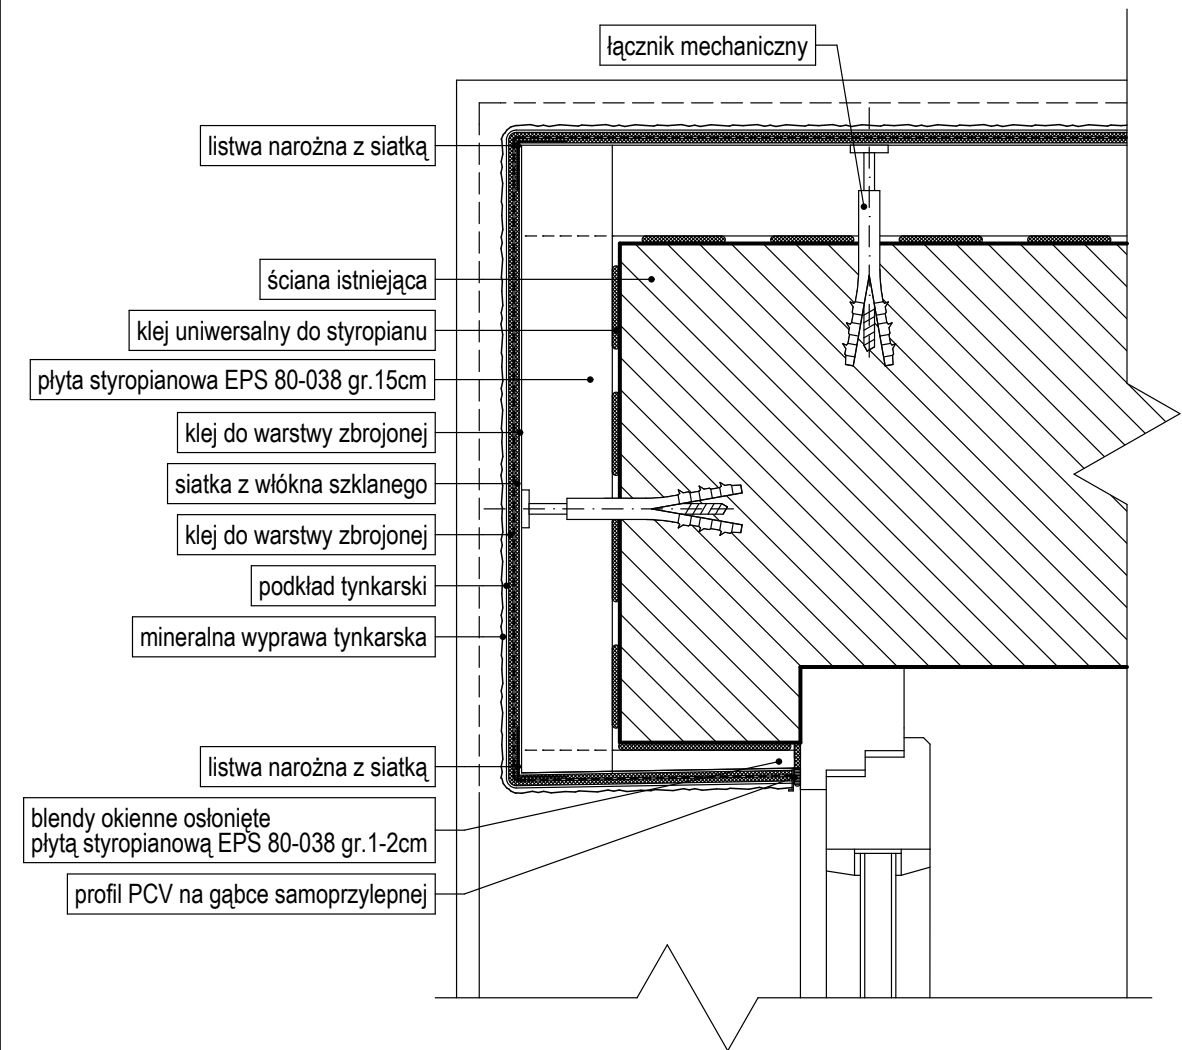 łącznik mechaniczny
listwa narożna z siatką
ściana istniejąca
klej uniwersalny do styropianu
płyta styropianowa EPS 80-038 gr.15cm
klej do warstwy zbrojonej
siatka z włókna szklanego
klej do warstwy zbrojonej
podkład tynkarski
mineralna wyprawa tynkarska
listwa narożna z siatką
blendy okienne osłonięte
płytą styropianową EPS 80-038 gr.1-2cm
profil PCV na gąbce samoprzylepnej